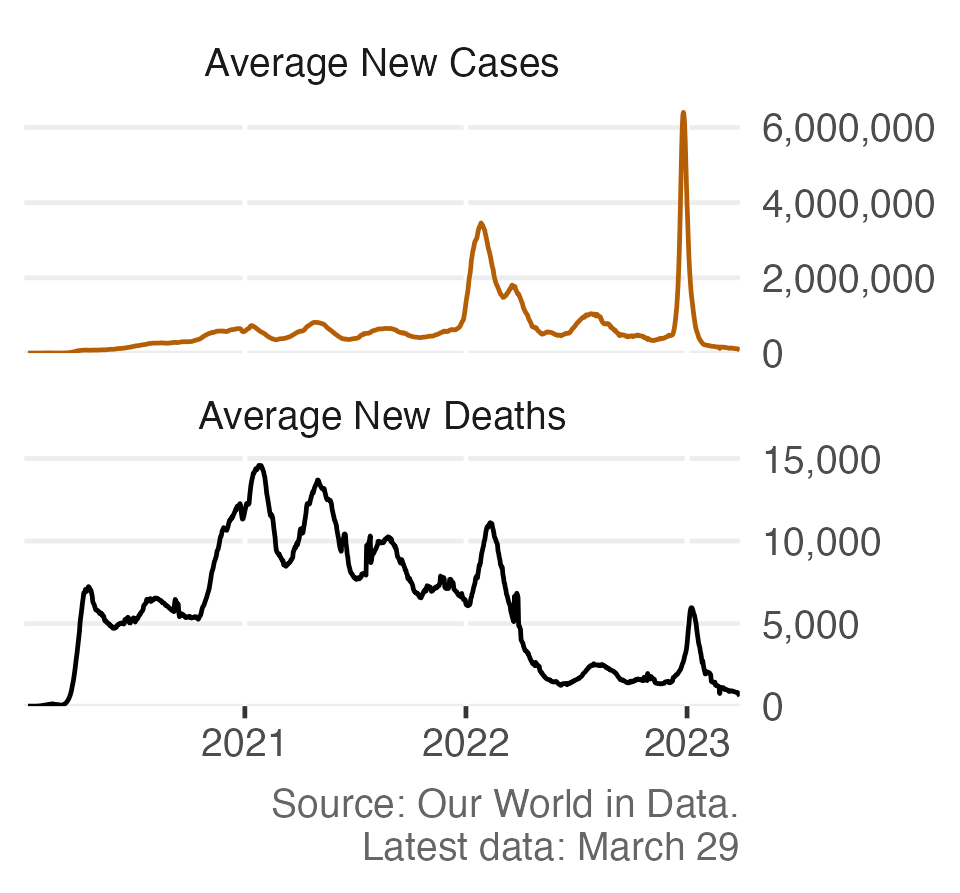 Average New Cases
6,000,000
4,000,000
2,000,000
0
Average New Deaths
15,000
10,000
5,000
0
2021 2022 2023
Source: Our World in Data.
Latest data: March 29